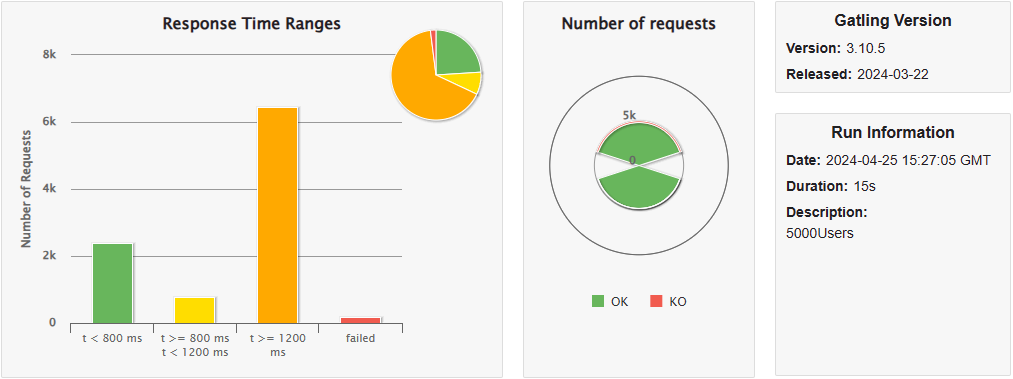 Response Time Ranges
8k
6k
4k
2k
0
Number of Requests
t < 800 ms
t >= 800 ms
t < 1200 ms
t >= 1200
ms
failed
Number of requests
5k
0
OK
KO
Gatling Version
Version: 3.10.5
Released: 2024-03-22
Run Information
Date: 2024-04-25 15:27:05 GMT
Duration: 15s
Description:
5000Users